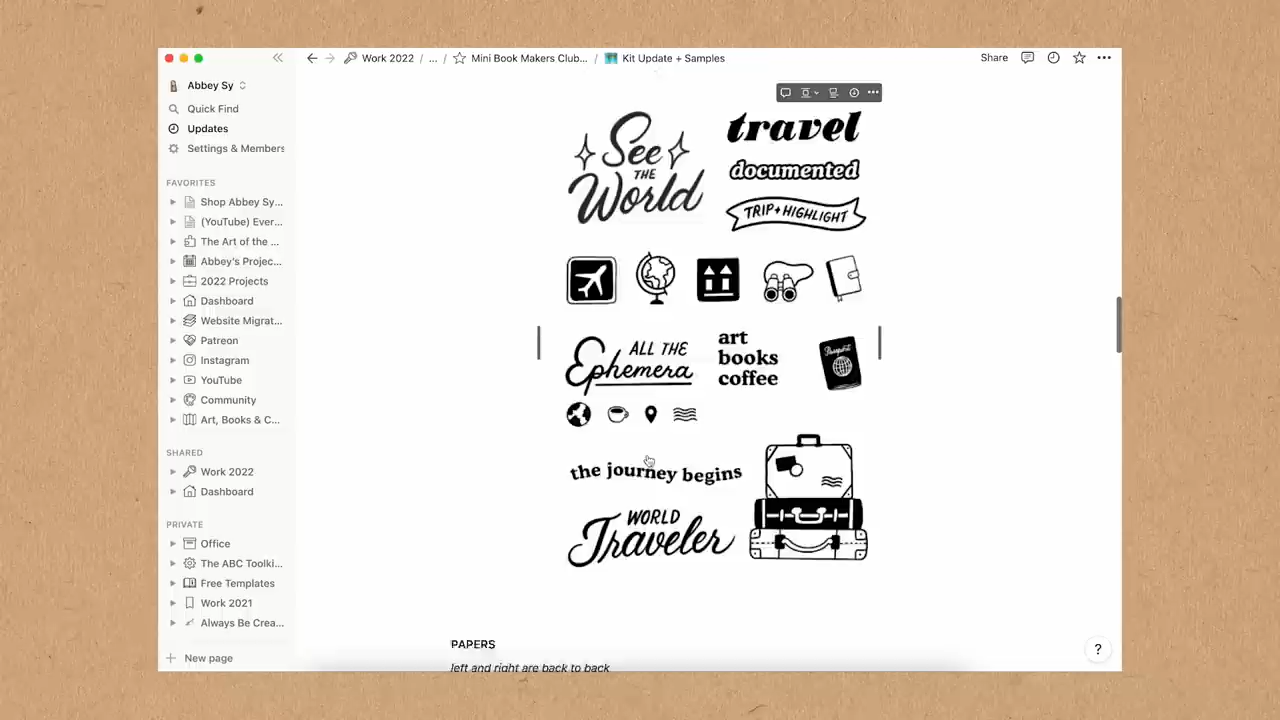 Work 2022 / ... / Mini Book Makers Club... / Kit Update + Samples
Share
Abbey Sy
Quick Find
Updates
Settings & Members
FAVORITES
Shop Abbey Sy...
(YouTube) Ever...
The Art of the ...
Abbey's Projec...
2022 Projects
Dashboard
Website Migrat...
Patreon
Instagram
YouTube
Community
Art, Books & C...
SHARED
Work 2022
Dashboard
PRIVATE
Office
The ABC Toolki...
Free Templates
Work 2021
Always Be Crea...
New page
See
THE
World
travel
documented
TRIP + HIGHLIGHT
ALL THE
Ephemera
art
books
coffee
Passport
the journey begins
WORLD
Traveler
PAPERS
left and right are back to back
?